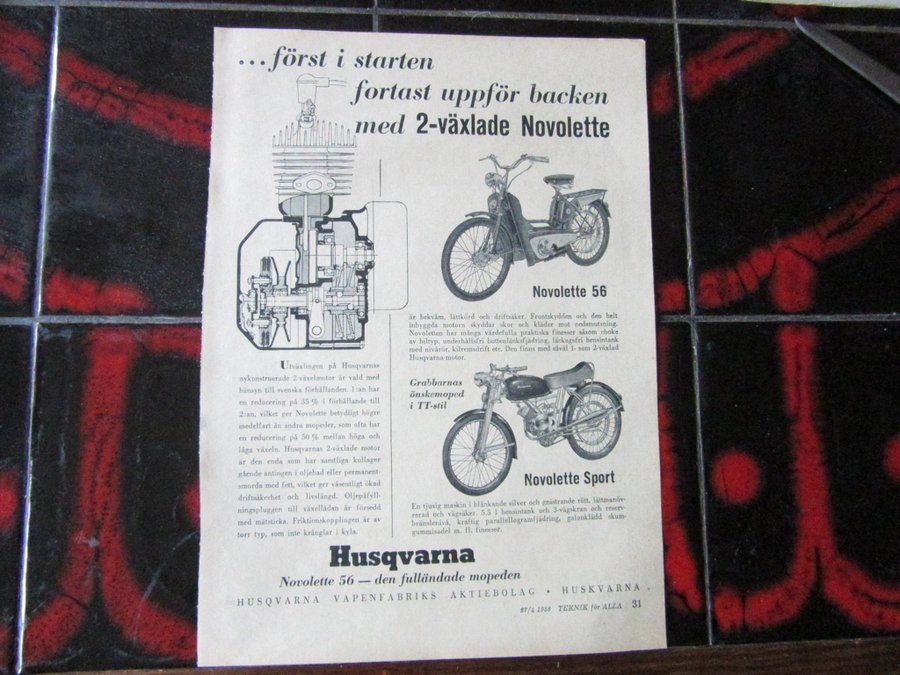 ...först i starten
fortast uppför backen
med 2-växlade Novolette
Novolette 56
är bekväm, lättkörd och driftsäker. Frontskydden och den helt
inbyggda motorn skyddar skor och kläder mot nedsmutsning.
Novoletten har många värdefulla praktiska finesser såsom choke
av biltyp, underhållsfri bottenlänksfjädring, läckagsfri bensintank
med nivårör, kilremsdrift etc. Den finns med såväl 1- som 2-växlad
Husqvarna-motor.
Grabbarnas
önskemoped
i TT-stil
Novolette Sport
En tjusig maskin i blänkande silver och gnistrande rött, lättmanöv-
rerad och vägsäker. 5,5 l bensintank och 3-vägskran och reserv-
bränslenivå, kraftig parallellogramfjädring, galonklädd skum-
gummisadel m. fl. finesser.
Utväxlingen på Husqvarnas
nykonstruerade 2-växelmotor är vald med
hänsyn till svenska förhållanden. 1:an har
en reducering på 35 % i förhållande till
2:an, vilket ger Novolette betydligt högre
medelfart än andra mopeder, som ofta har
en reducering på 50 % mellan höga och
låga växeln. Husqvarnas 2-växlade motor
är den enda som har samtliga kullager
gående antingen i oljebad eller permanent-
smorda med fett, vilket ger väsentligt ökad
driftsäkerhet och livslängd. Oljepåfyll-
ningspluggen till växellådan är försedd
med mätsticka. Friktionskopplingen är av
torr typ, som inte krånglar i kyla.
Husqvarna
Novolette 56 — den fulländade mopeden
HUSQVARNA VAPENFABRIKS AKTIEBOLAG • HUSKVARNA
27/4 1956 TEKNIK för ALLA 31